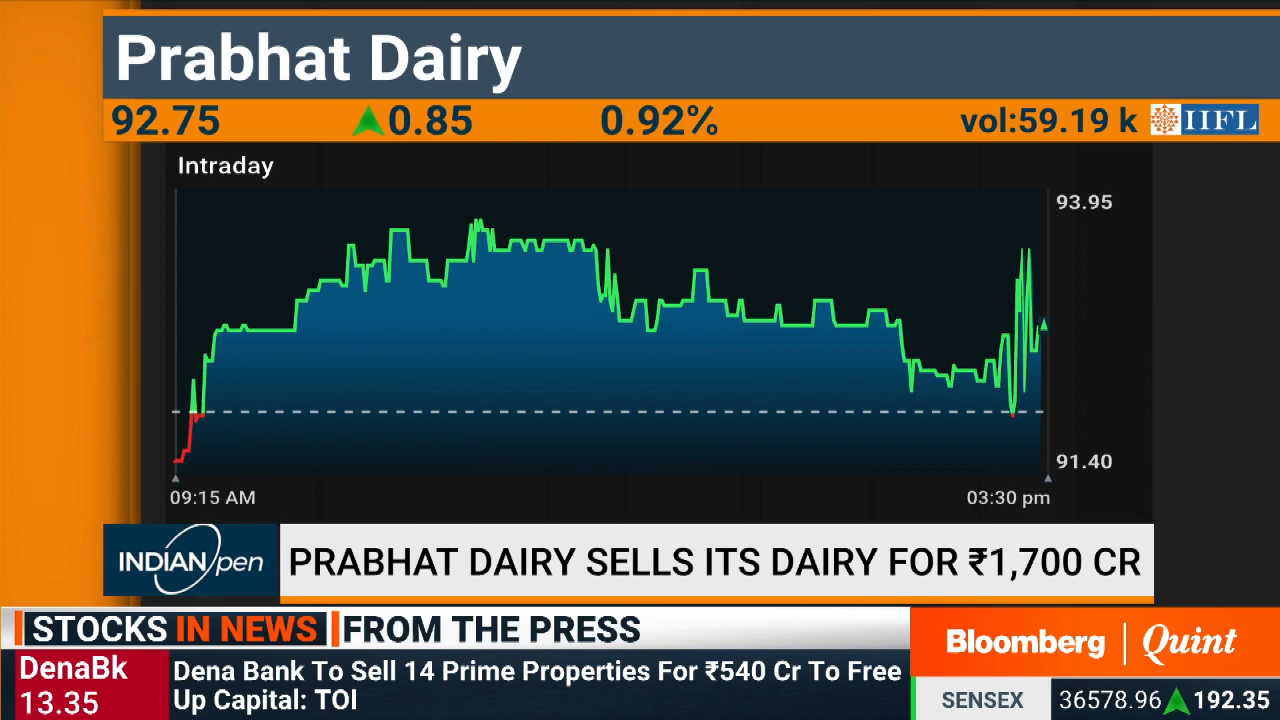 Prabhat Dairy
92.75 0.85 0.92% vol:59.19 k IIFL
Intraday
93.95
91.40
09:15 AM 03:30 pm
INDIAN Open PRABHAT DAIRY SELLS ITS DAIRY FOR ₹1,700 CR
STOCKS IN NEWS FROM THE PRESS
Bloomberg | Quint
DenaBk
13.35
Dena Bank To Sell 14 Prime Properties For ₹540 Cr To Free
Up Capital: TOI
SENSEX 36578.96 192.35